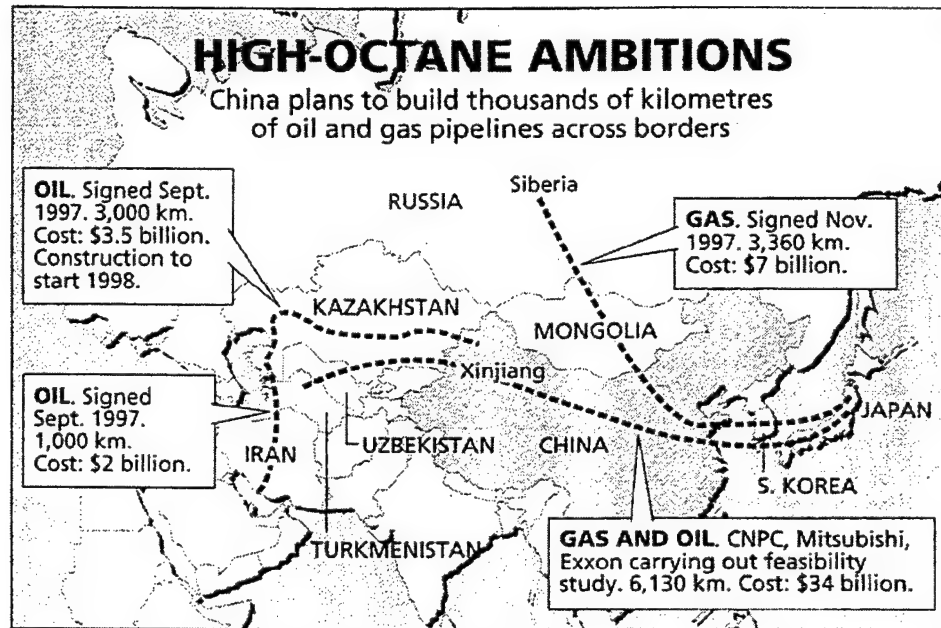 HIGH-OCTANE AMBITIONS
China plans to build thousands of kilometres
of oil and gas pipelines across borders
OIL. Signed Sept.
1997. 3,000 km.
Cost: $3.5 billion.
Construction to
start 1998.
RUSSIA
Siberia
GAS. Signed Nov.
1997. 3,360 km.
Cost: $7 billion.
KAZAKHSTAN
MONGOLIA
Xinjiang
OIL. Signed
Sept. 1997.
1,000 km.
Cost: $2 billion.
IRAN
UZBEKISTAN
CHINA
JAPAN
S. KOREA
TURKMENISTAN
GAS AND OIL. CNPC, Mitsubishi,
Exxon carrying out feasibility
study. 6,130 km. Cost: $34 billion.